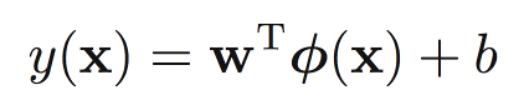 y(𝐱) = 𝐰ᵀ𝛟(𝐱) + b